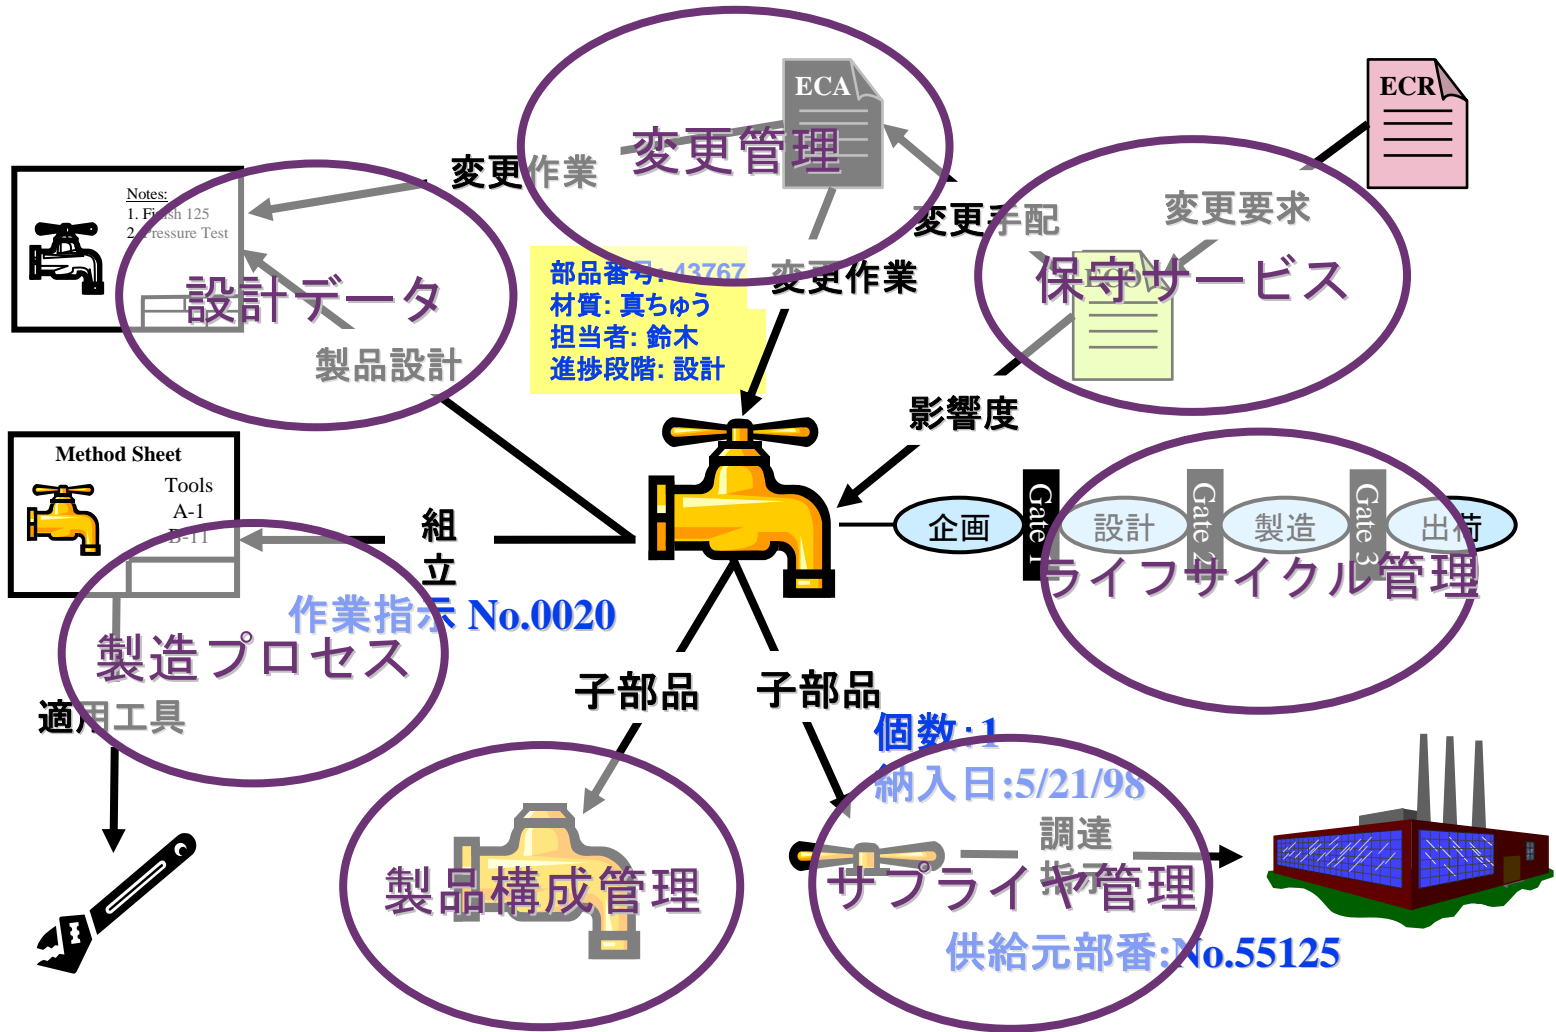 ECA
ECR
変更管理
変更作業
変更手配
変更要求
Notes:
1. Finish 125
2. Pressure Test
設計データ
製品設計
部品番号: 43767
材質: 真ちゅう
担当者: 鈴木
進捗段階: 設計
変更作業
ECO
保守サービス
影響度
Method Sheet
Tools
A-1
B-11
組
立
作業指示 No.0020
製造プロセス
適用工具
企画
Gate 1
設計
Gate 2
製造
Gate 3
出荷
ライフサイクル管理
子部品
子部品
個数:1
納入日:5/21/98
調達
指示
製品構成管理
サプライヤ管理
供給元部番:No.55125